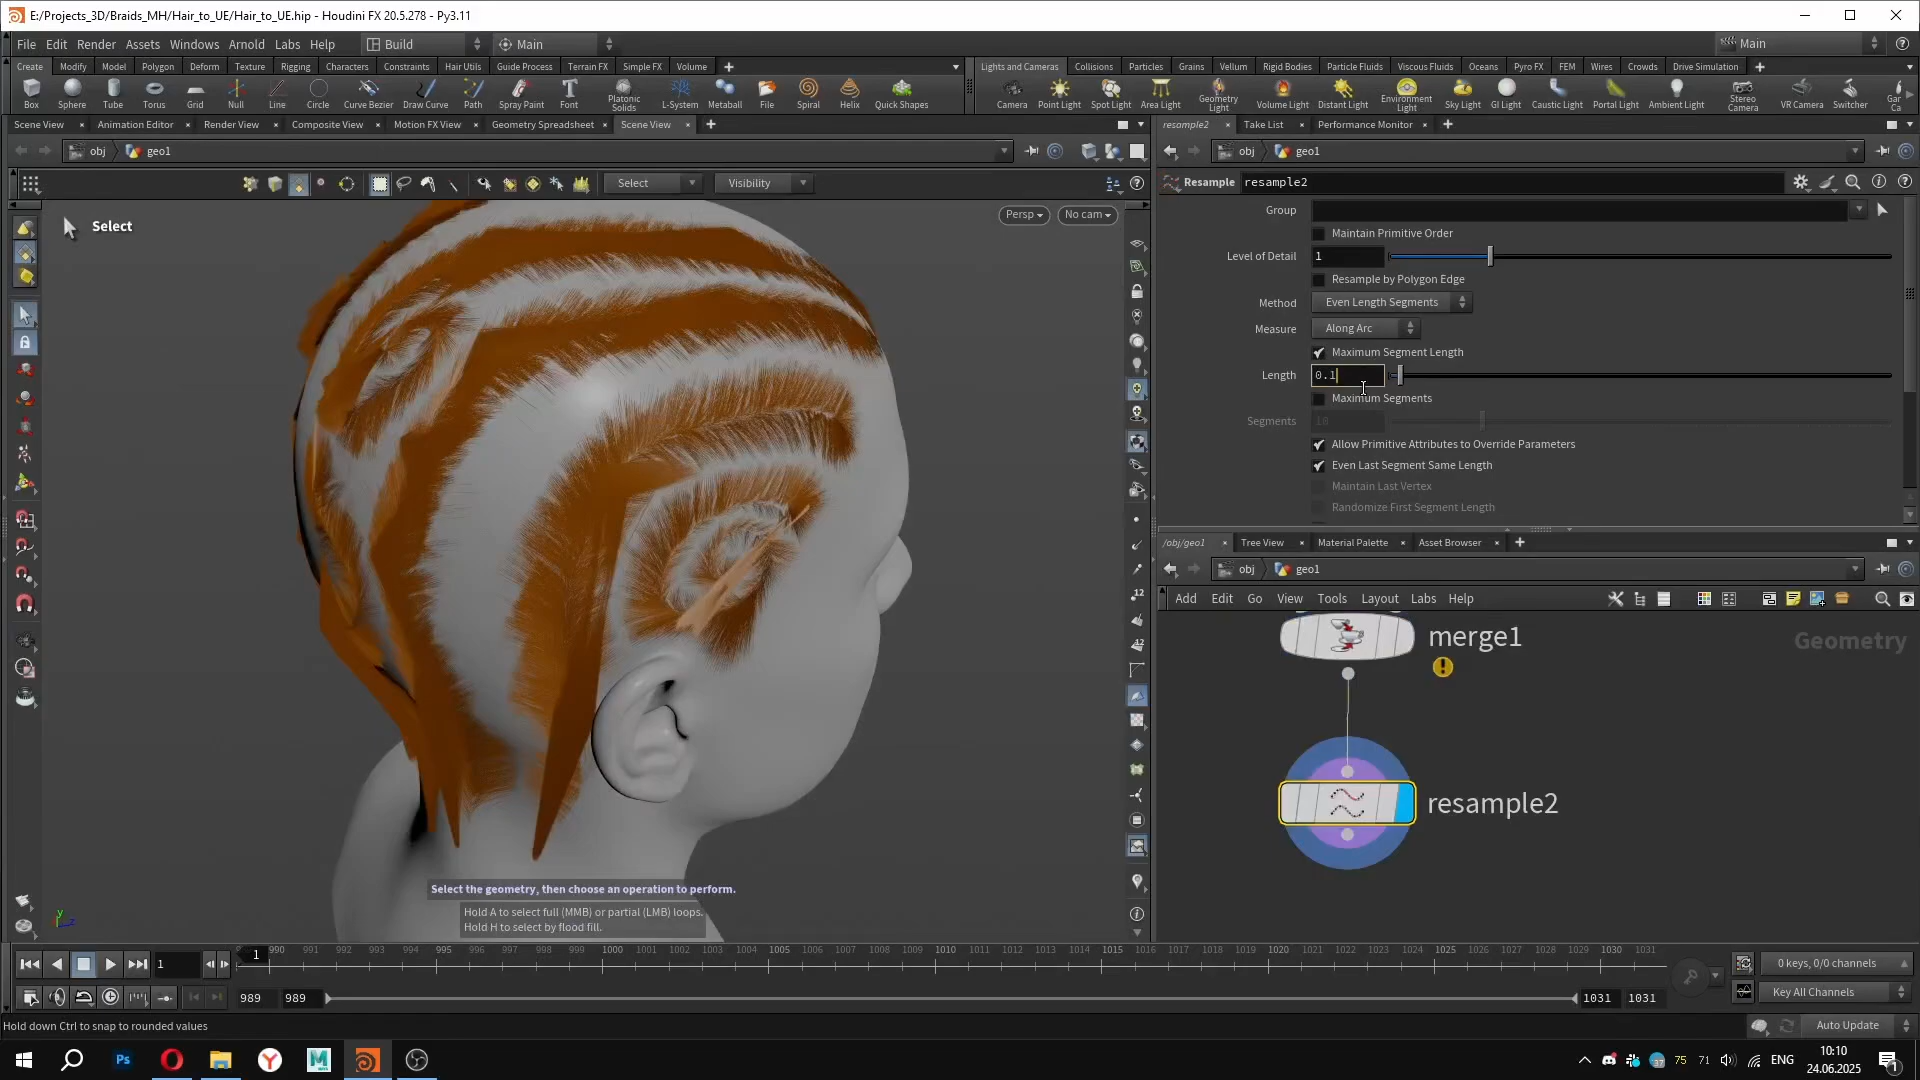 E:/Projects_3D/Braids_MH/Hair_to_UE/Hair_to_UE.hip - Houdini FX 20.5.278 - Py3.11
File Edit Render Assets Windows Arnold Labs Help Build Main Main
Create Modify Model Polygon Deform Texture Rigging Characters Constraints Hair Utils Guide Process Terrain FX Simple FX Volume
Lights and Cameras Collisions Particles Grains Vellum Rigid Bodies Particle Fluids Viscous Fluids Oceans Pyro FX FEM Wires Crowds Drive Simulation
Box Sphere Tube Torus Grid Null Line Circle Curve Bezier Draw Curve Path Spray Paint Font Platonic Solids L-System Metaball File Spiral Helix Quick Shapes
Camera Point Light Spot Light Area Light Geometry Light Volume Light Distant Light Environment Light Sky Light GI Light Caustic Light Portal Light Ambient Light Stereo Camera VR Camera Switcher Gar Ca
Scene View Animation Editor Render View Composite View Motion FX View Geometry Spreadsheet Scene View
resample2 Take List Performance Monitor
obj geo1
obj geo1
Select Visibility
Resample resample2
Select
Persp No cam
Group
Maintain Primitive Order
Level of Detail 1
Resample by Polygon Edge
Method Even Length Segments
Measure Along Arc
Maximum Segment Length
Length 0.1
Maximum Segments
Segments 10
Allow Primitive Attributes to Override Parameters
Even Last Segment Same Length
Maintain Last Vertex
Randomize First Segment Length
/obj/geo1 Tree View Material Palette Asset Browser
obj geo1
Add Edit Go View Tools Layout Labs Help
Geometry
merge1
resample2
Select the geometry, then choose an operation to perform.
Hold A to select full (MMB) or partial (LMB) loops.
Hold H to select by flood fill.
y
z
1
1
990 991 992 993 994 995 996 997 998 999 1000 1001 1002 1003 1004 1005 1006 1007 1008 1009 1010 1011 1012 1013 1014 1015 1016 1017 1018 1019 1020 1021 1022 1023 1024 1025 1026 1027 1028 1029 1030 1031
0 keys, 0/0 channels
989 989 1031 1031
Key All Channels
Hold down Ctrl to snap to rounded values
Auto Update
Ps
75 71 ENG
10:10
24.06.2025